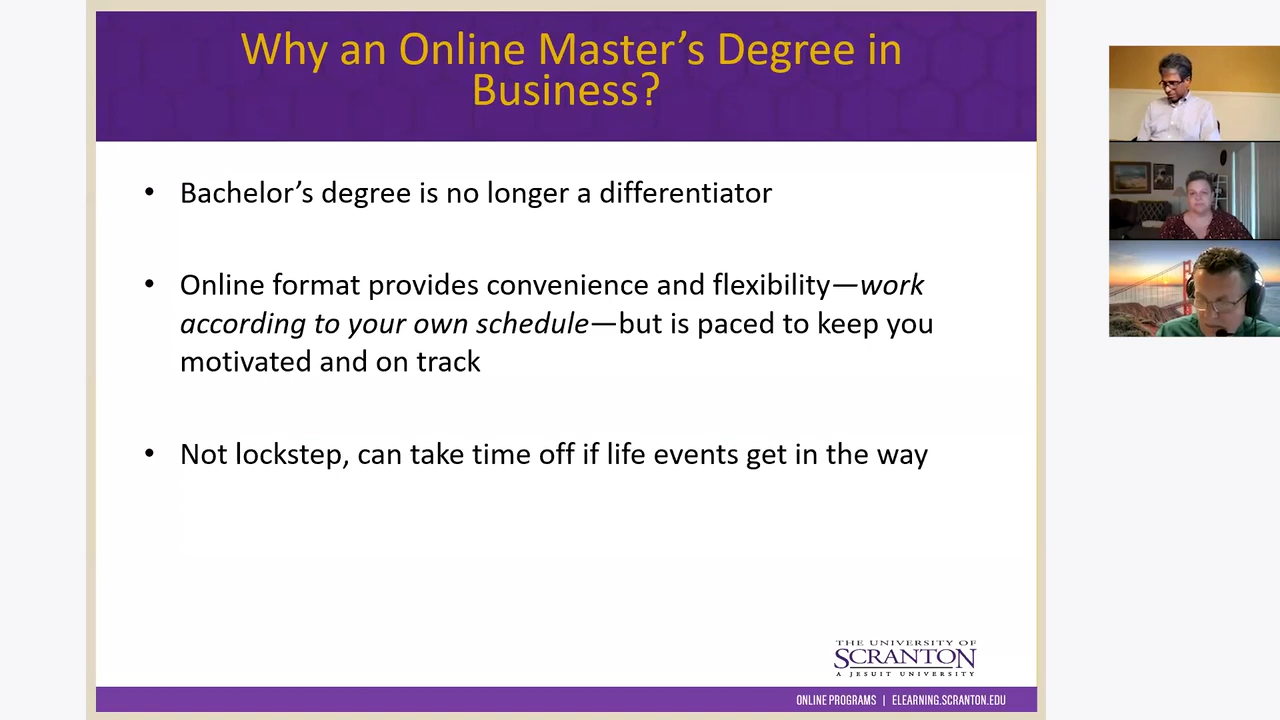 Why an Online Master’s Degree in
Business?
• Bachelor’s degree is no longer a differentiator
• Online format provides convenience and flexibility—work
according to your own schedule—but is paced to keep you
motivated and on track
• Not lockstep, can take time off if life events get in the way
THE UNIVERSITY OF
SCRANTON
A JESUIT UNIVERSITY
ONLINE PROGRAMS | ELEARNING.SCRANTON.EDU